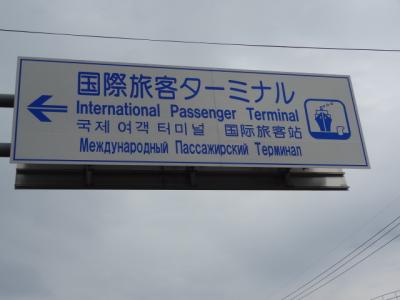 国際旅客ターミナル
International Passenger Terminal
국제 여객 터미널 国际旅客站
Международный Пассажирский Терминал